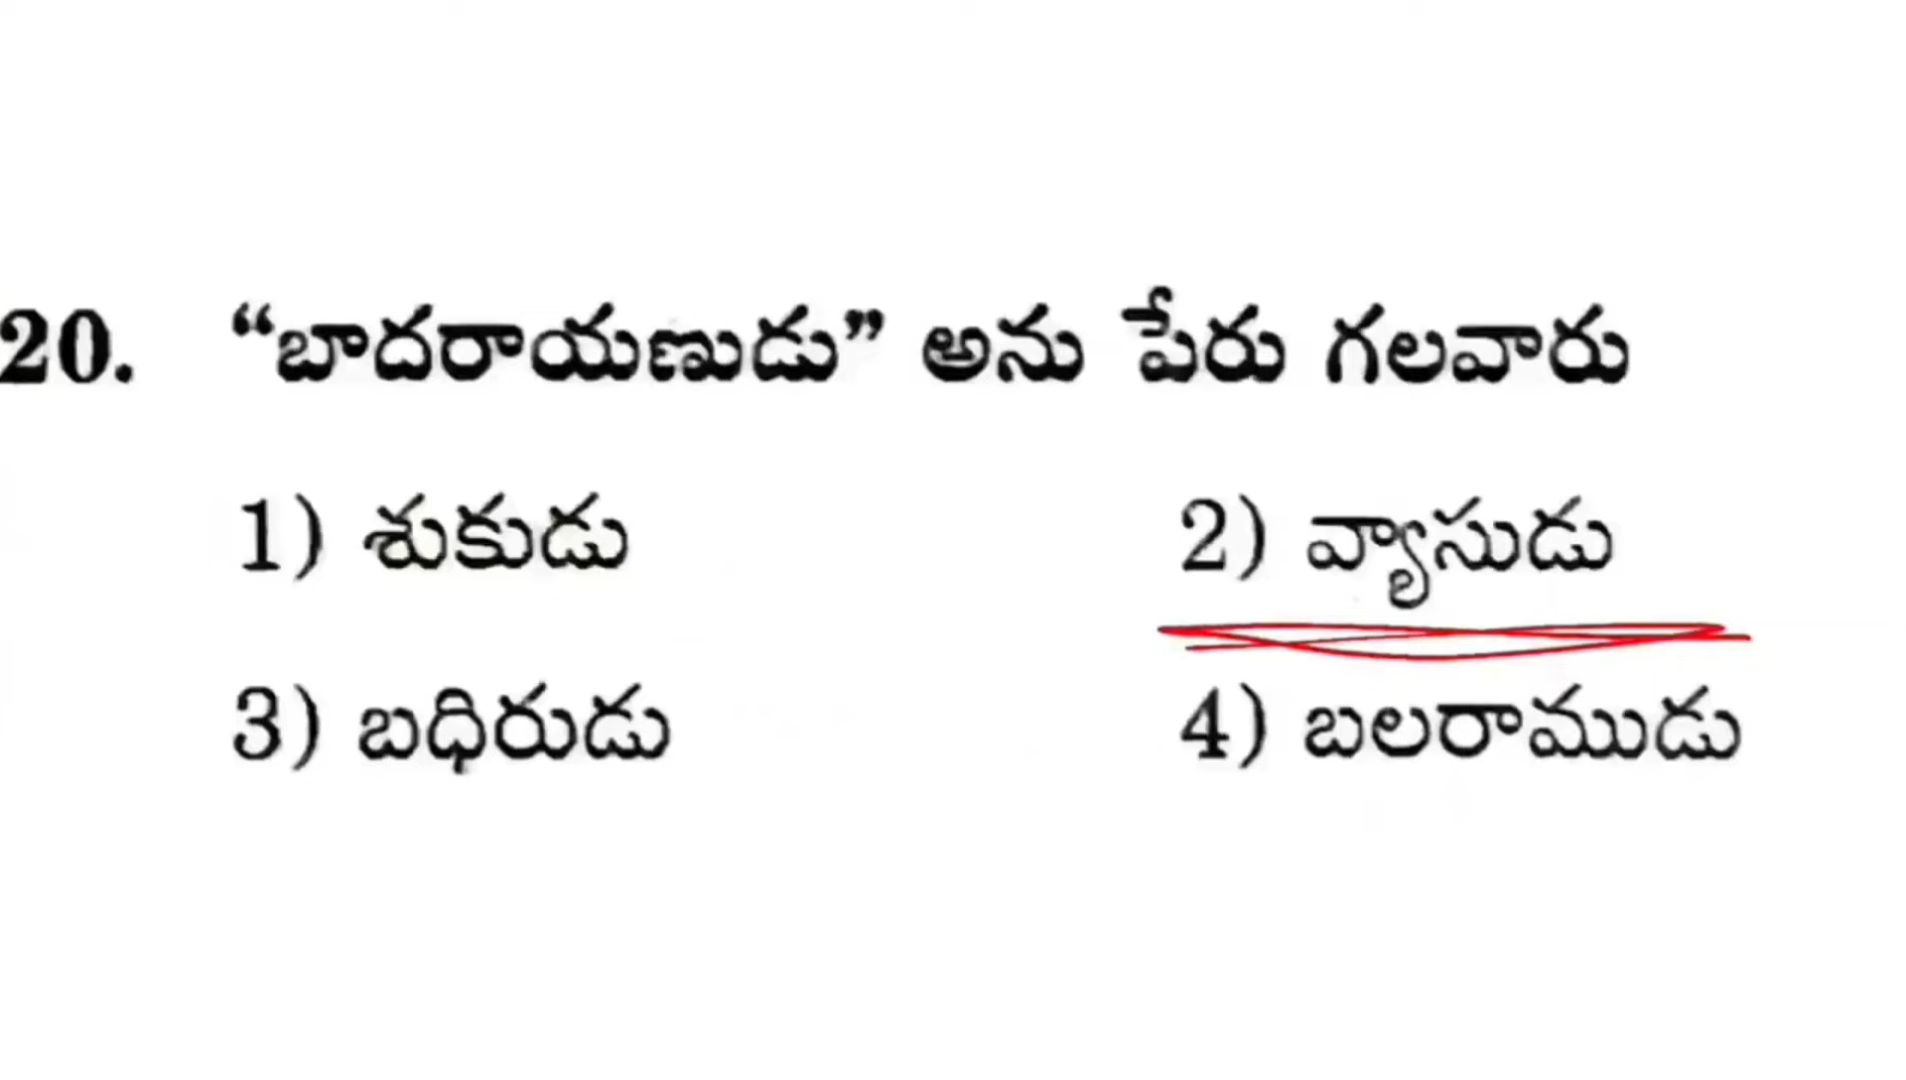 20. “బాదరాయణుడు” అను పేరు గలవారు
1) శుకుడు 2) వ్యాసుడు
3) బధిరుడు 4) బలరాముడు